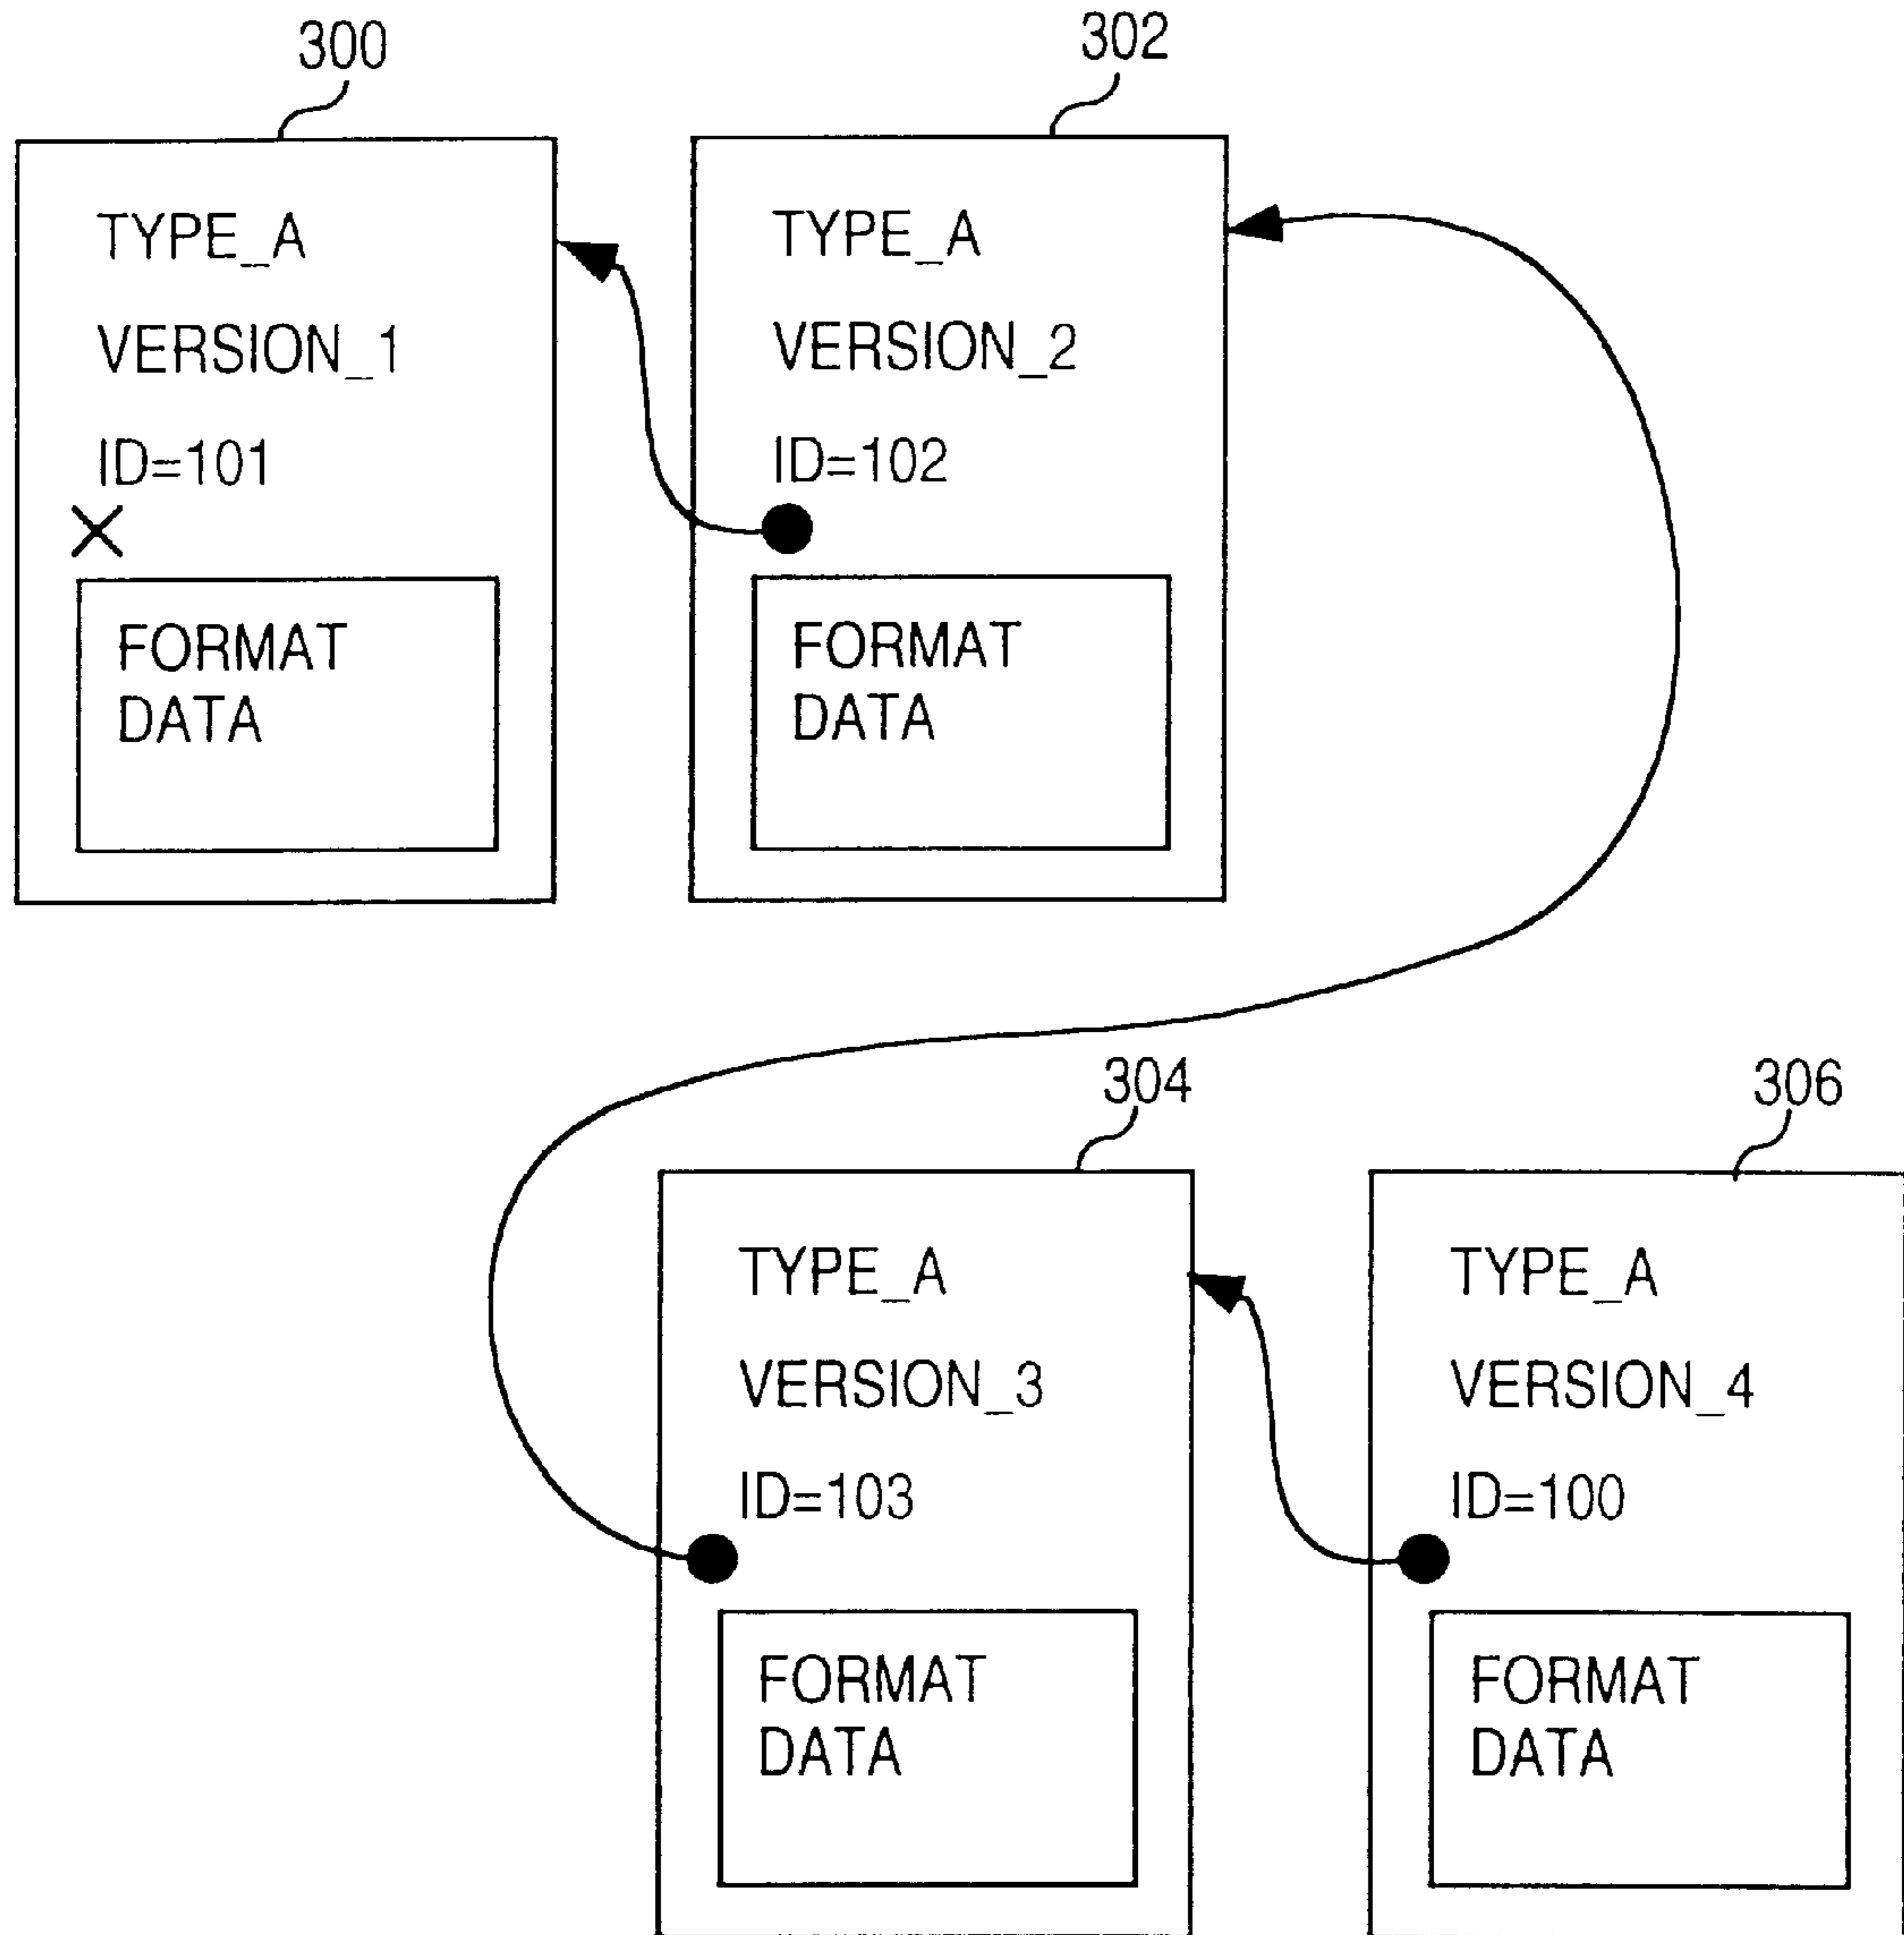 300
302
TYPE_A
VERSION_1
ID=101
FORMAT
DATA
TYPE_A
VERSION_2
ID=102
FORMAT
DATA
304
306
TYPE_A
VERSION_3
ID=103
FORMAT
DATA
TYPE_A
VERSION_4
ID=100
FORMAT
DATA